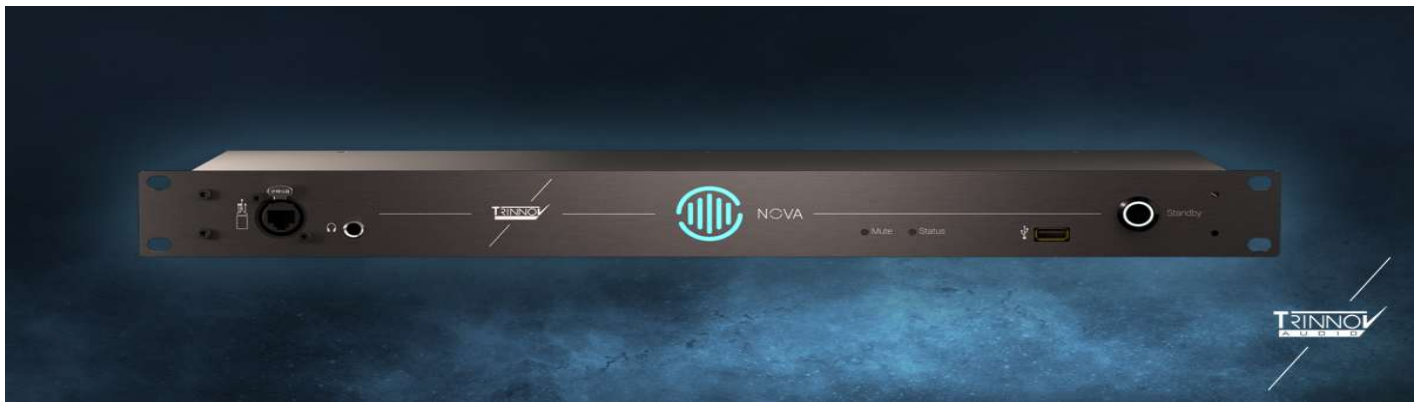 TRINNOV
NOVA
Mute
Status
Standby
TRINNOV
AUDIO